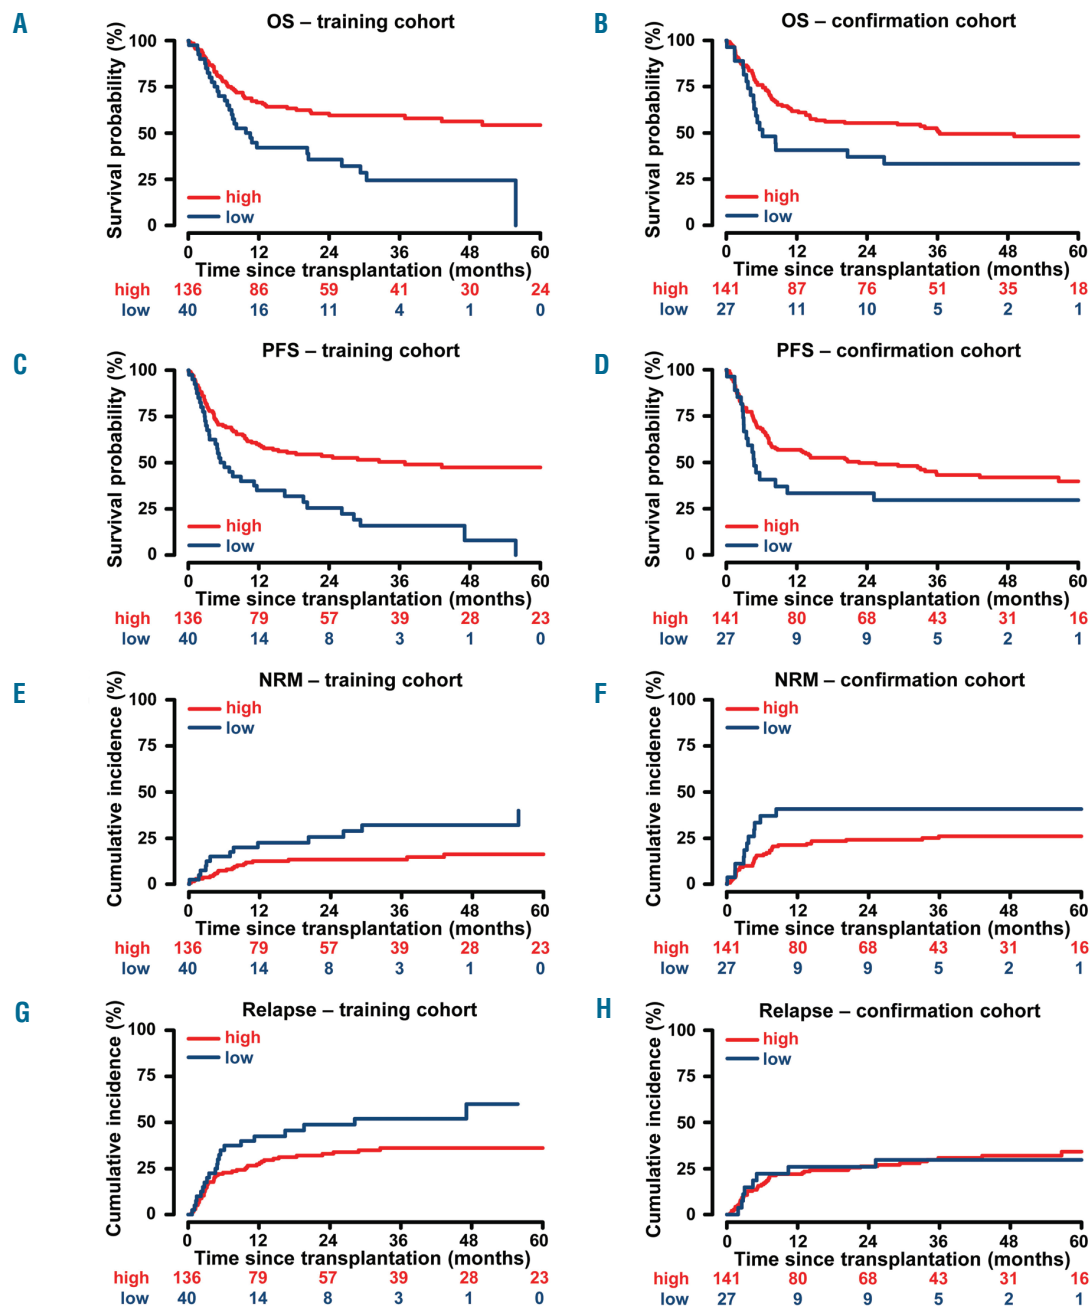 A
OS – training cohort
Survival probability (%)
100
75
50
25
0
high
low
0 12 24 36 48 60
Time since transplantation (months)
high 136 86 59 41 30 24
low 40 16 11 4 1 0
B
OS – confirmation cohort
Survival probability (%)
100
75
50
25
0
high
low
0 12 24 36 48 60
Time since transplantation (months)
high 141 87 76 51 35 18
low 27 11 10 5 2 1
C
PFS – training cohort
Survival probability (%)
100
75
50
25
0
high
low
0 12 24 36 48 60
Time since transplantation (months)
high 136 79 57 39 28 23
low 40 14 8 3 1 0
D
PFS – confirmation cohort
Survival probability (%)
100
75
50
25
0
high
low
0 12 24 36 48 60
Time since transplantation (months)
high 141 80 68 43 31 16
low 27 9 9 5 2 1
E
NRM – training cohort
Cumulative incidence (%)
100
75
50
25
0
high
low
0 12 24 36 48 60
Time since transplantation (months)
high 136 79 57 39 28 23
low 40 14 8 3 1 0
F
NRM – confirmation cohort
Cumulative incidence (%)
100
75
50
25
0
high
low
0 12 24 36 48 60
Time since transplantation (months)
high 141 80 68 43 31 16
low 27 9 9 5 2 1
G
Relapse – training cohort
Cumulative incidence (%)
100
75
50
25
0
high
low
0 12 24 36 48 60
Time since transplantation (months)
high 136 79 57 39 28 23
low 40 14 8 3 1 0
H
Relapse – confirmation cohort
Cumulative incidence (%)
100
75
50
25
0
high
low
0 12 24 36 48 60
Time since transplantation (months)
high 141 80 68 43 31 16
low 27 9 9 5 2 1